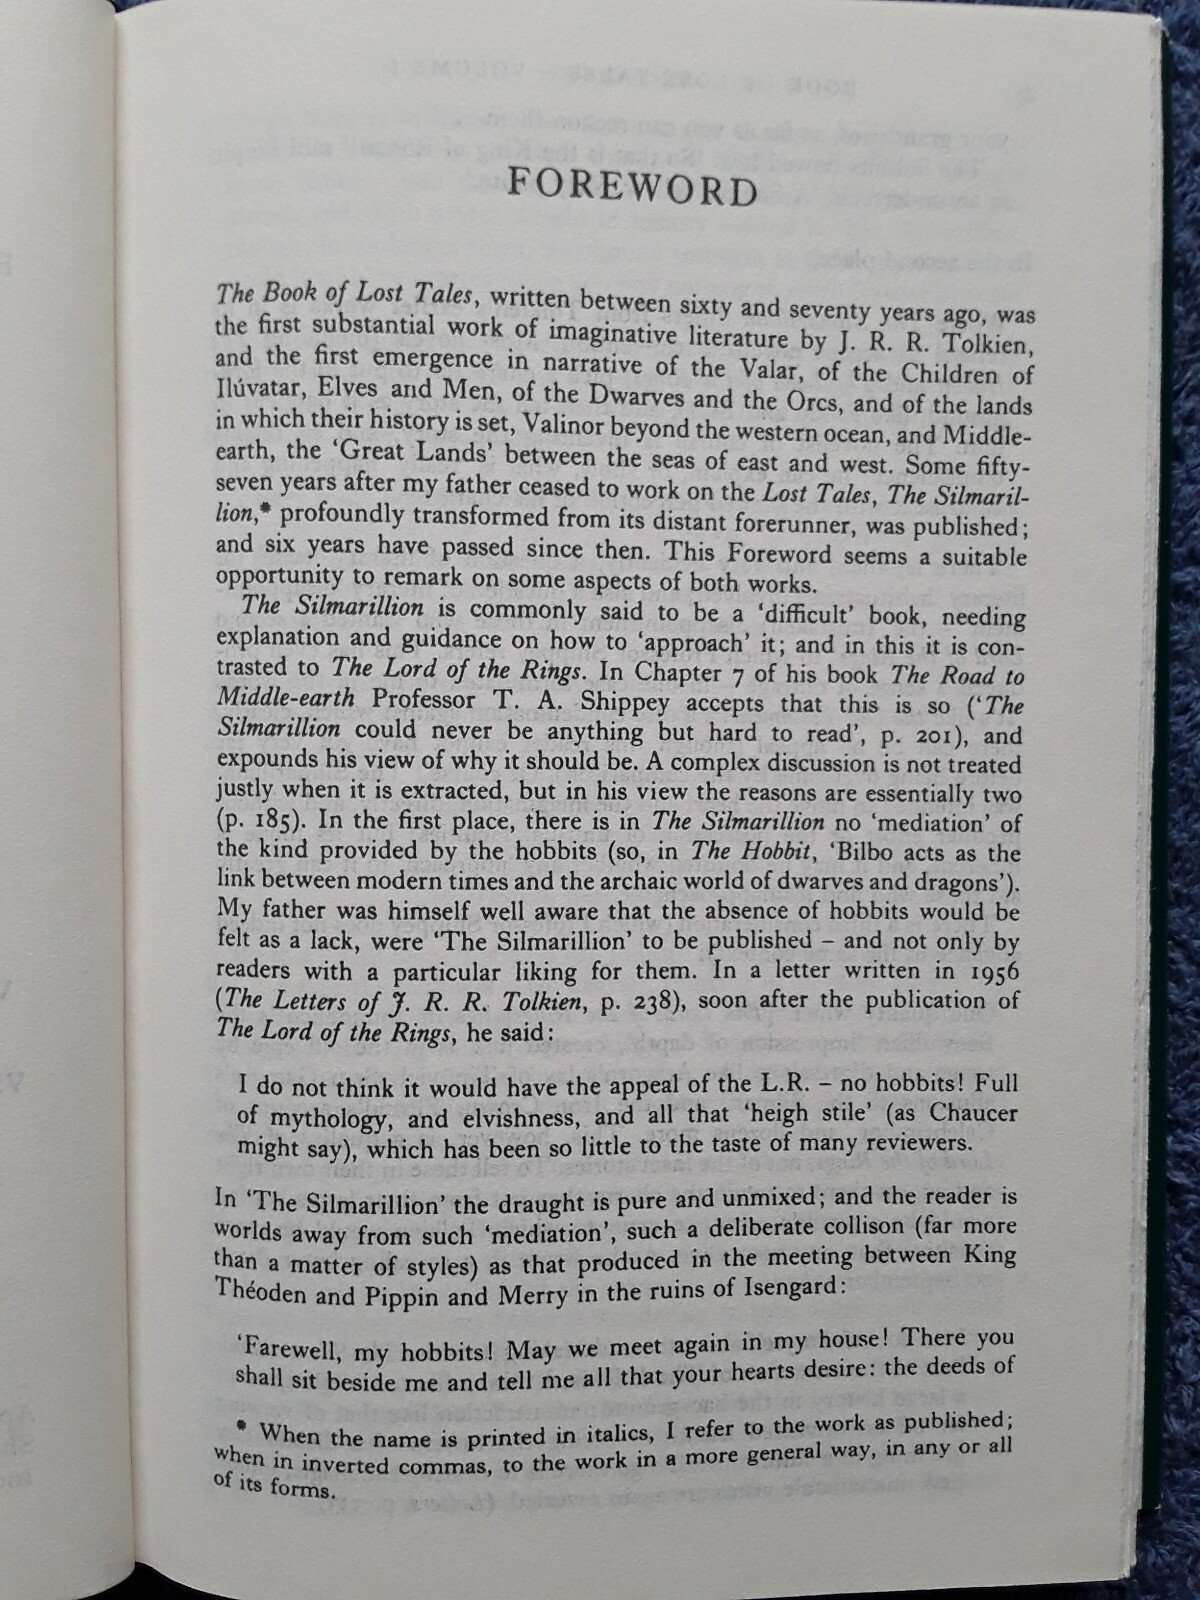 FOREWORD
The Book of Lost Tales, written between sixty and seventy years ago, was
the first substantial work of imaginative literature by J. R. R. Tolkien,
and the first emergence in narrative of the Valar, of the Children of
Ilúvatar, Elves and Men, of the Dwarves and the Orcs, and of the lands
in which their history is set, Valinor beyond the western ocean, and Middle-
earth, the ‘Great Lands’ between the seas of east and west. Some fifty-
seven years after my father ceased to work on the Lost Tales, The Silmaril-
lion,* profoundly transformed from its distant forerunner, was published;
and six years have passed since then. This Foreword seems a suitable
opportunity to remark on some aspects of both works.
The Silmarillion is commonly said to be a ‘difficult’ book, needing
explanation and guidance on how to ‘approach’ it; and in this it is con-
trasted to The Lord of the Rings. In Chapter 7 of his book The Road to
Middle-earth Professor T. A. Shippey accepts that this is so (‘The
Silmarillion could never be anything but hard to read’, p. 201), and
expounds his view of why it should be. A complex discussion is not treated
justly when it is extracted, but in his view the reasons are essentially two
(p. 185). In the first place, there is in The Silmarillion no ‘mediation’ of
the kind provided by the hobbits (so, in The Hobbit, ‘Bilbo acts as the
link between modern times and the archaic world of dwarves and dragons’).
My father was himself well aware that the absence of hobbits would be
felt as a lack, were ‘The Silmarillion’ to be published – and not only by
readers with a particular liking for them. In a letter written in 1956
(The Letters of J. R. R. Tolkien, p. 238), soon after the publication of
The Lord of the Rings, he said:
I do not think it would have the appeal of the L.R. – no hobbits! Full
of mythology, and elvishness, and all that ‘heigh stile’ (as Chaucer
might say), which has been so little to the taste of many reviewers.
In ‘The Silmarillion’ the draught is pure and unmixed; and the reader is
worlds away from such ‘mediation’, such a deliberate collison (far more
than a matter of styles) as that produced in the meeting between King
Théoden and Pippin and Merry in the ruins of Isengard:
‘Farewell, my hobbits! May we meet again in my house! There you
shall sit beside me and tell me all that your hearts desire: the deeds of
* When the name is printed in italics, I refer to the work as published;
when in inverted commas, to the work in a more general way, in any or all
of its forms.